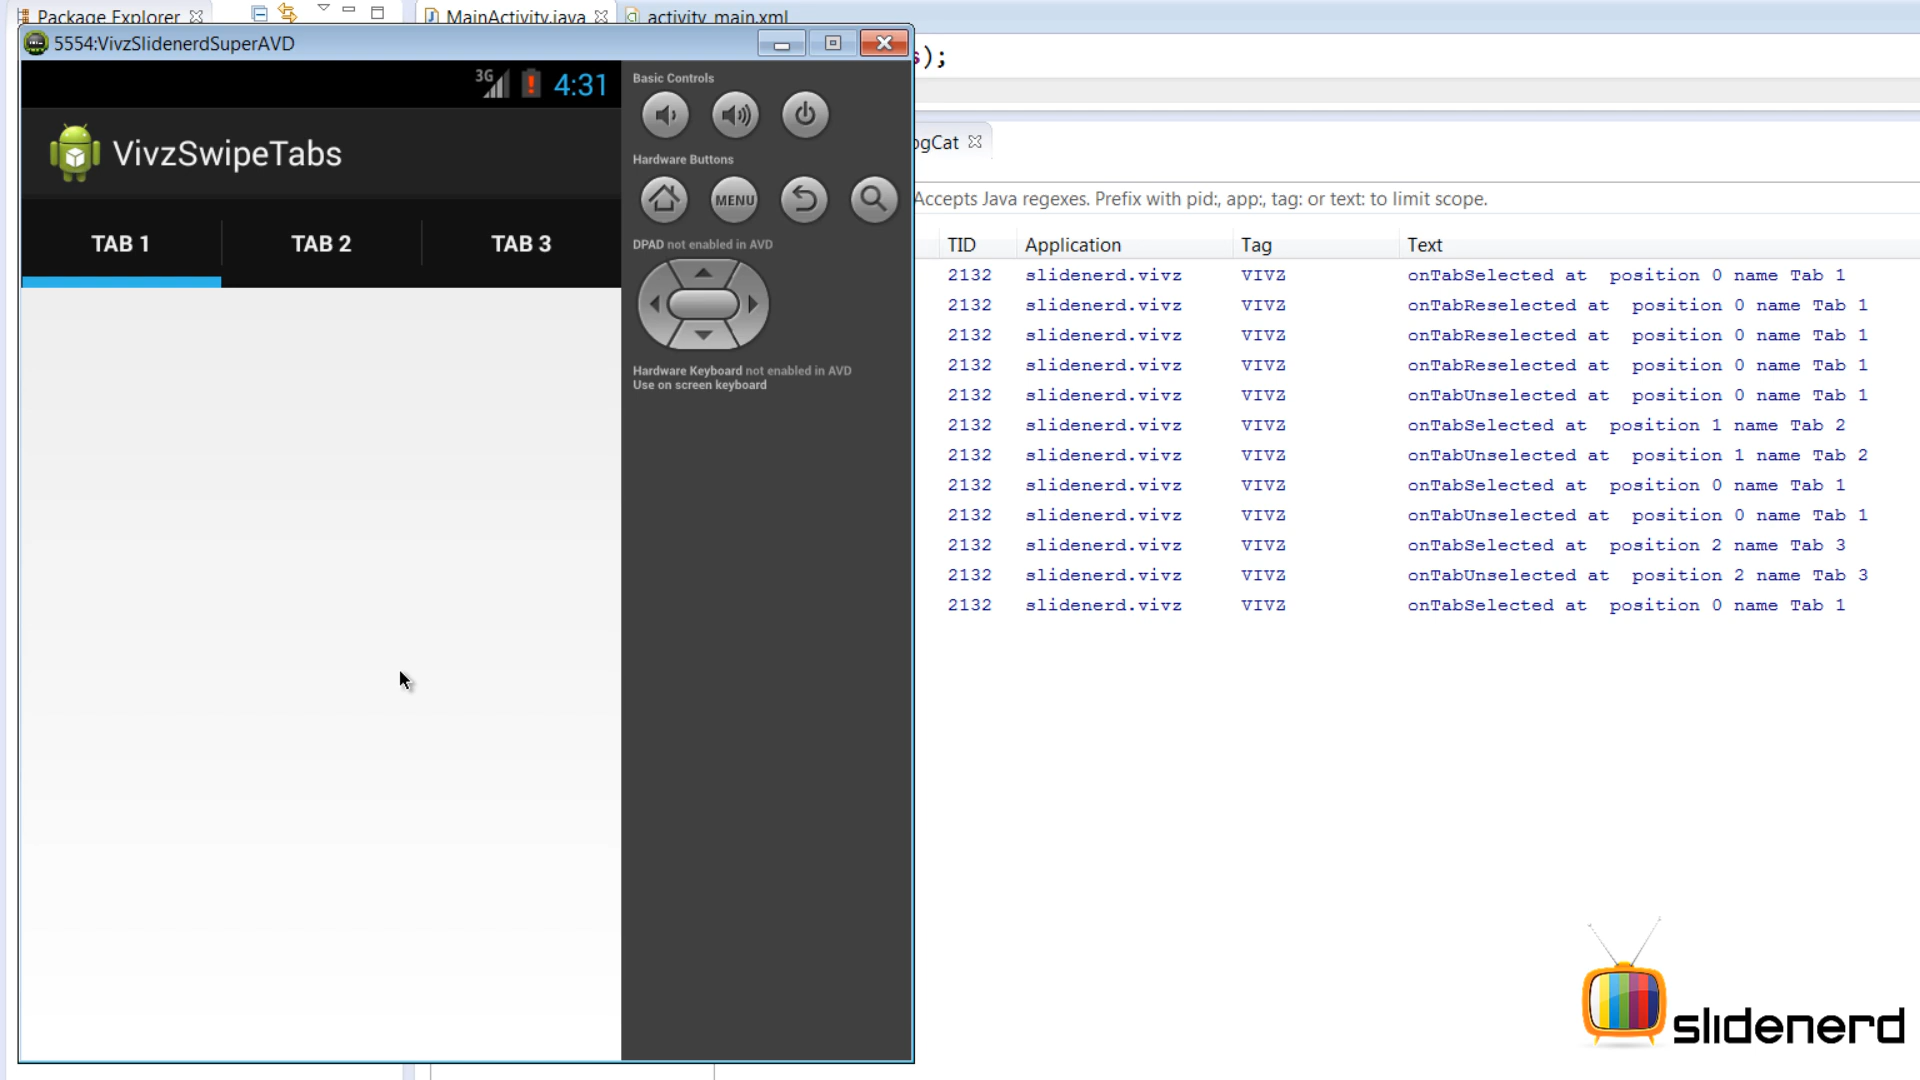 Package Explorer
MainActivity.java
activity_main.xml
5554:VivzSlidenerdSuperAVD
);
3G
4:31
VivzSwipeTabs
TAB 1
TAB 2
TAB 3
Basic Controls
Hardware Buttons
MENU
DPAD not enabled in AVD
Hardware Keyboard not enabled in AVD
Use on screen keyboard
ogCat
Accepts Java regexes. Prefix with pid:, app:, tag: or text: to limit scope.
TID Application Tag Text
2132 slidenerd.vivz VIVZ onTabSelected at  position 0 name Tab 1
2132 slidenerd.vivz VIVZ onTabReselected at  position 0 name Tab 1
2132 slidenerd.vivz VIVZ onTabReselected at  position 0 name Tab 1
2132 slidenerd.vivz VIVZ onTabReselected at  position 0 name Tab 1
2132 slidenerd.vivz VIVZ onTabUnselected at  position 0 name Tab 1
2132 slidenerd.vivz VIVZ onTabSelected at  position 1 name Tab 2
2132 slidenerd.vivz VIVZ onTabUnselected at  position 1 name Tab 2
2132 slidenerd.vivz VIVZ onTabSelected at  position 0 name Tab 1
2132 slidenerd.vivz VIVZ onTabUnselected at  position 0 name Tab 1
2132 slidenerd.vivz VIVZ onTabSelected at  position 2 name Tab 3
2132 slidenerd.vivz VIVZ onTabUnselected at  position 2 name Tab 3
2132 slidenerd.vivz VIVZ onTabSelected at  position 0 name Tab 1
slidenerd